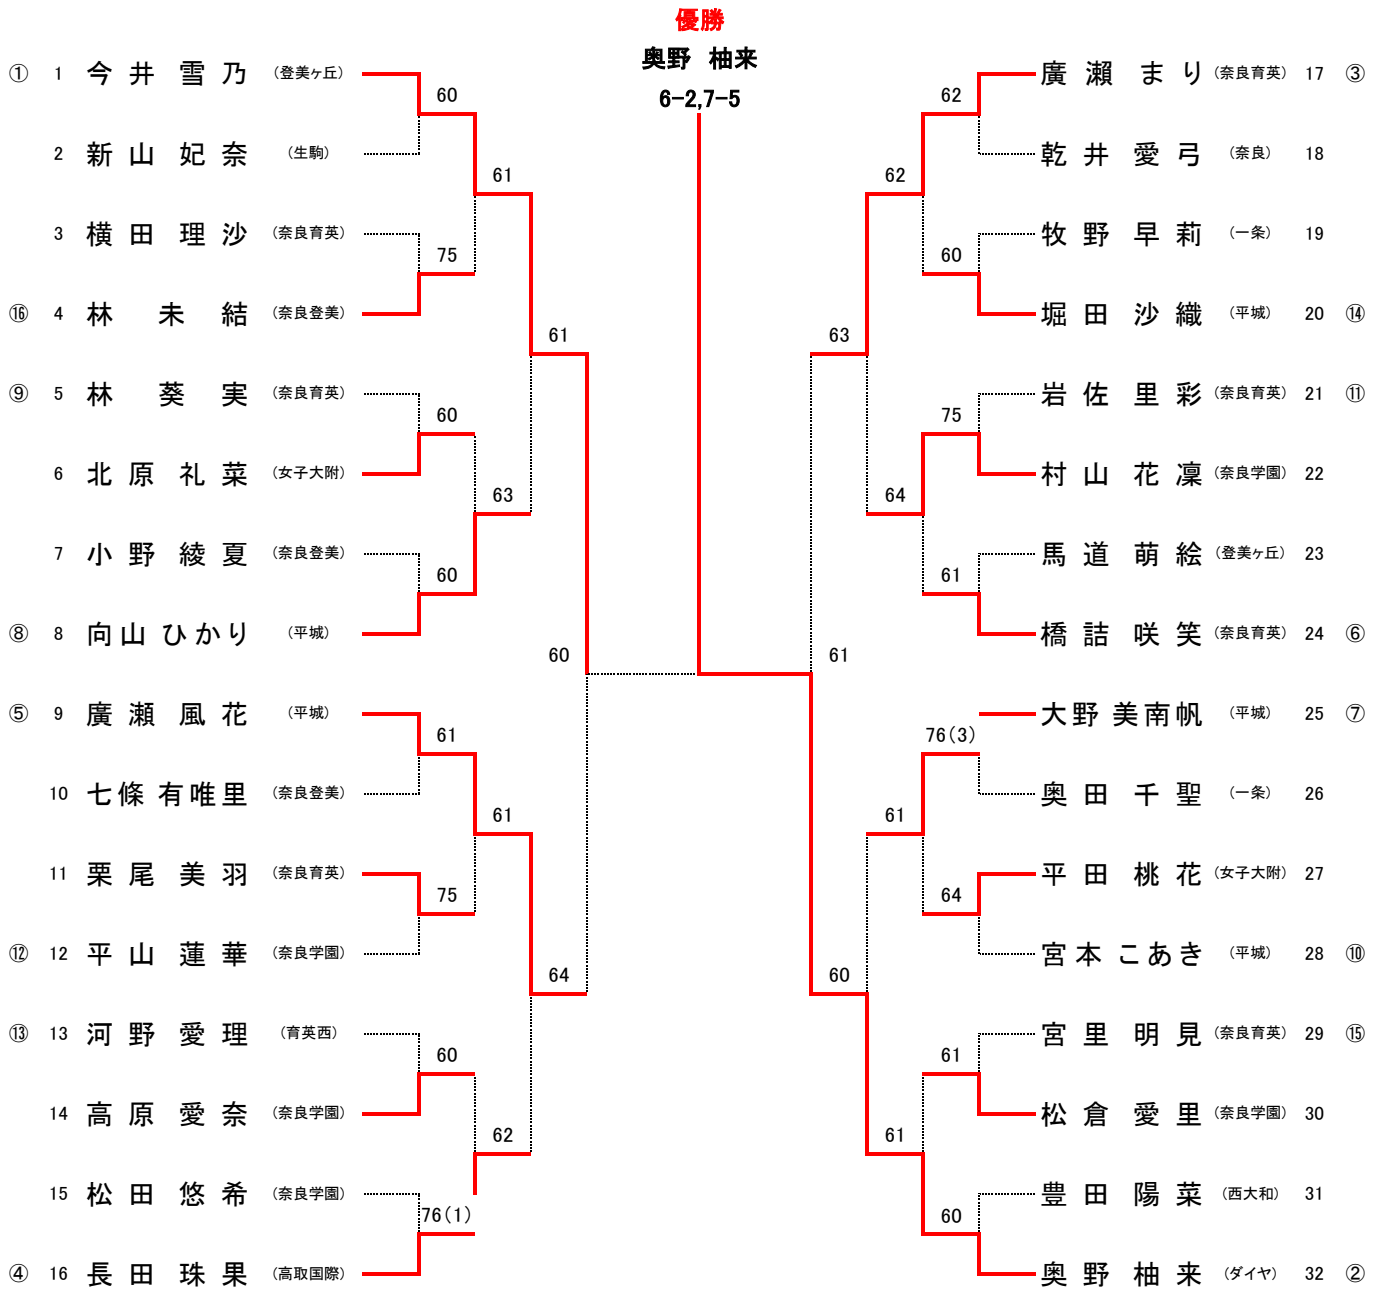 優勝
奥野 柚来
6-2,7-5
① 1 今井 雪乃 (登美ヶ丘)
60
2 新山 妃奈 (生駒)
61
3 横田 理沙 (奈良育英)
75
⑯ 4 林 未結 (奈良登美)
61
⑨ 5 林 葵実 (奈良育英)
60
6 北原 礼菜 (女子大附)
63
7 小野 綾夏 (奈良登美)
60
⑧ 8 向山 ひかり (平城)
60
⑤ 9 廣瀬 風花 (平城)
61
10 七條 有唯里 (奈良登美)
61
11 栗尾 美羽 (奈良育英)
75
⑫ 12 平山 蓮華 (奈良学園)
64
⑬ 13 河野 愛理 (育英西)
60
14 高原 愛奈 (奈良学園)
62
15 松田 悠希 (奈良学園)
76(1)
④ 16 長田 珠果 (高取国際)
廣瀬 まり (奈良育英) 17 ③
62
乾井 愛弓 (奈良) 18
62
牧野 早莉 (一条) 19
60
堀田 沙織 (平城) 20 ⑭
63
岩佐 里彩 (奈良育英) 21 ⑪
75
村山 花凜 (奈良学園) 22
64
馬道 萌絵 (登美ヶ丘) 23
61
橋詰 咲笑 (奈良育英) 24 ⑥
61
大野 美南帆 (平城) 25 ⑦
76(3)
奥田 千聖 (一条) 26
61
平田 桃花 (女子大附) 27
64
宮本 こあき (平城) 28 ⑩
60
宮里 明見 (奈良育英) 29 ⑮
61
松倉 愛里 (奈良学園) 30
61
豊田 陽菜 (西大和) 31
60
奥野 柚来 (ダイヤ) 32 ②